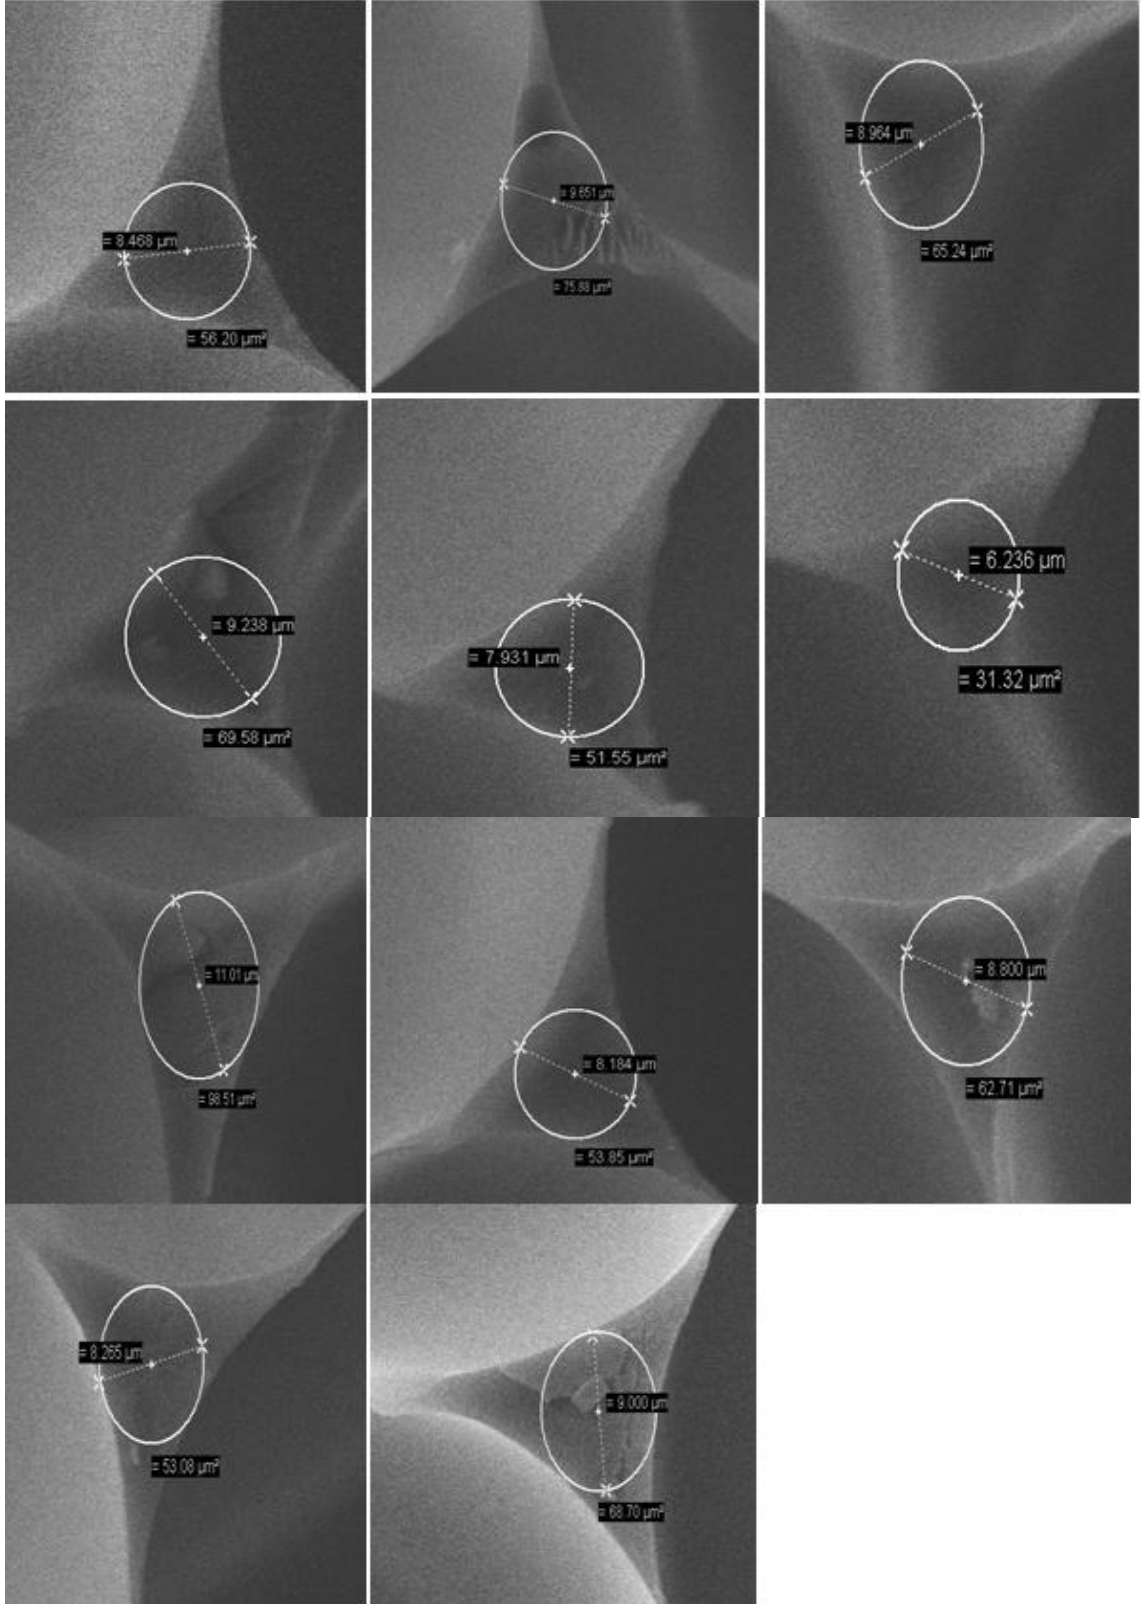 = 8.468 µm
= 56.20 µm²
= 9.651 µm
= 75.88 µm²
= 8.964 µm
= 65.24 µm²
= 9.238 µm
= 69.58 µm²
= 7.931 µm
= 51.55 µm²
= 6.236 µm
= 31.32 µm²
= 11.01 µm
= 98.51 µm²
= 8.184 µm
= 53.85 µm²
= 8.800 µm
= 62.71 µm²
= 8.265 µm
= 53.08 µm²
= 9.000 µm
= 68.70 µm²